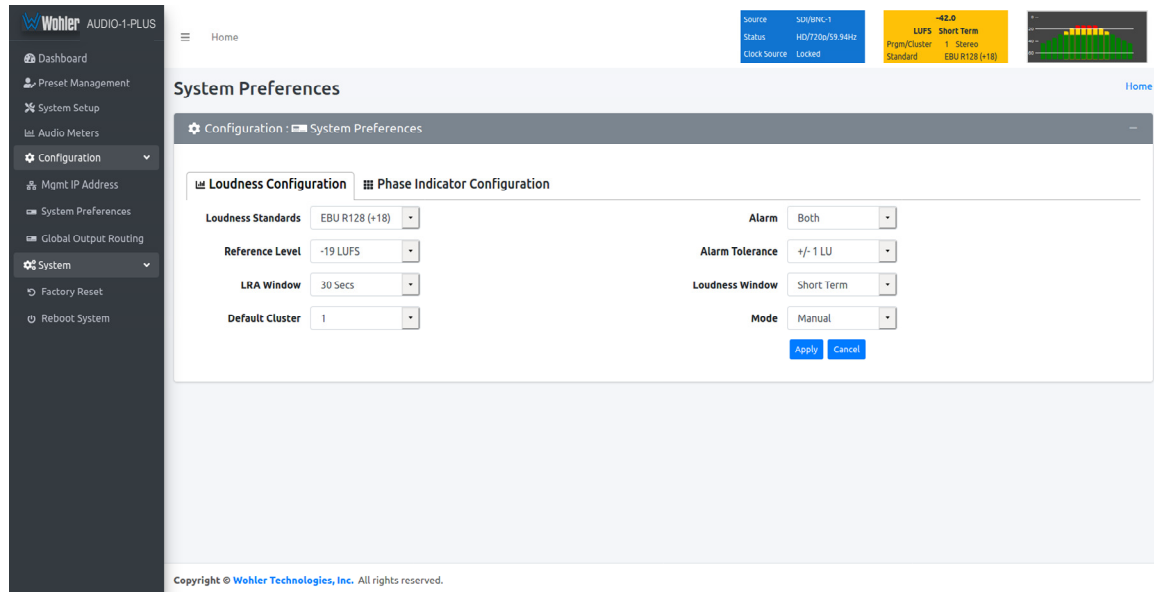 Wohler AUDIO-1-PLUS
Dashboard
Preset Management
System Setup
Audio Meters
Configuration
Mgmt IP Address
System Preferences
Global Output Routing
System
Factory Reset
Reboot System
Home
Source SDI/BNC-1
Status HD/720p/59.94Hz
Clock Source Locked
-42.0
LUFS Short Term
Prgm/Cluster 1 Stereo
Standard EBU R128 (+18)
System Preferences
Home
Configuration : System Preferences
Loudness Configuration Phase Indicator Configuration
Loudness Standards EBU R128 (+18) Alarm Both
Reference Level -19 LUFS Alarm Tolerance +/- 1 LU
LRA Window 30 Secs Loudness Window Short Term
Default Cluster 1 Mode Manual
Apply Cancel
Copyright © Wohler Technologies, Inc. All rights reserved.